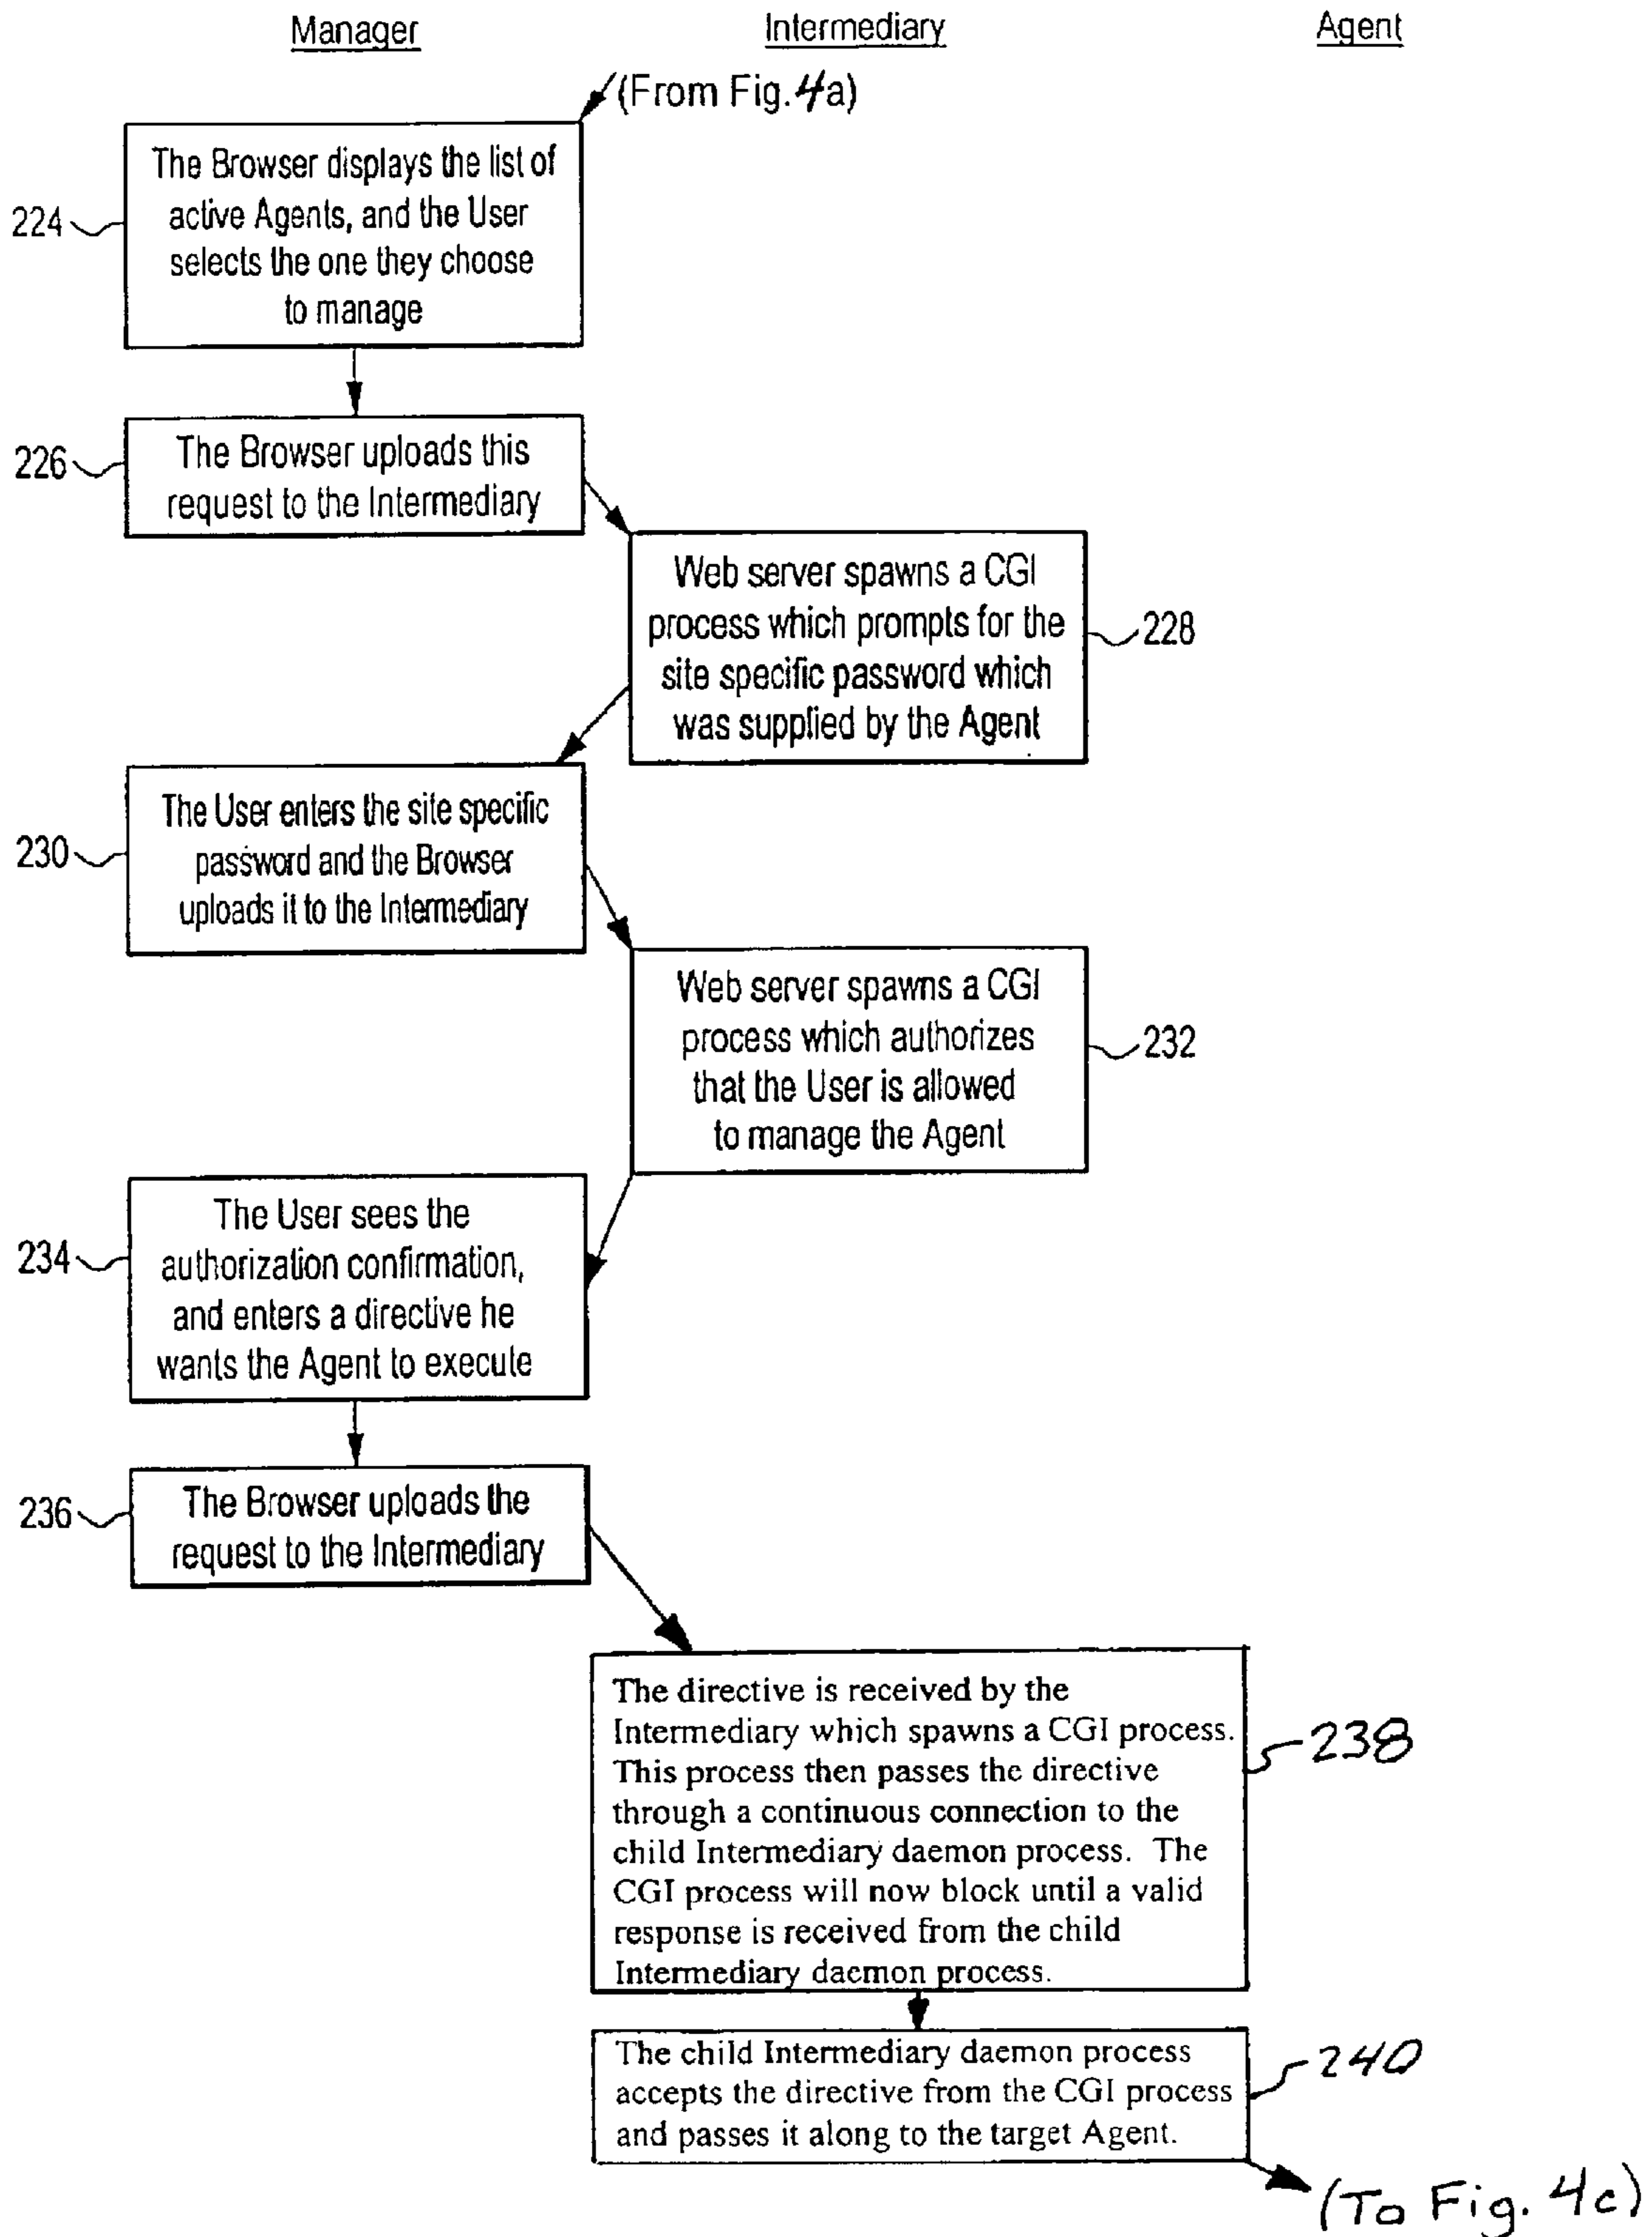 Manager
Intermediary
Agent
(From Fig. 4a)
The Browser displays the list of
active Agents, and the User
selects the one they choose
to manage
224
The Browser uploads this
request to the Intermediary
226
Web server spawns a CGI
process which prompts for the
site specific password which
was supplied by the Agent
228
The User enters the site specific
password and the Browser
uploads it to the Intermediary
230
Web server spawns a CGI
process which authorizes
that the User is allowed
to manage the Agent
232
The User sees the
authorization confirmation,
and enters a directive he
wants the Agent to execute
234
The Browser uploads the
request to the Intermediary
236
The directive is received by the
Intermediary which spawns a CGI process.
This process then passes the directive
through a continuous connection to the
child Intermediary daemon process. The
CGI process will now block until a valid
response is received from the child
Intermediary daemon process.
238
The child Intermediary daemon process
accepts the directive from the CGI process
and passes it along to the target Agent.
240
(To Fig. 4c)